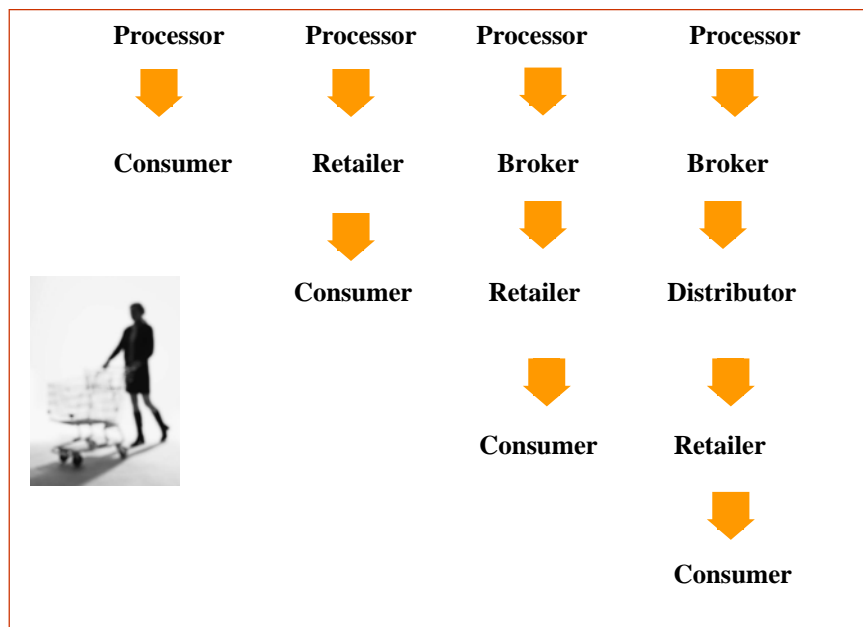 Processor Processor Processor Processor
Consumer Retailer Broker Broker
Consumer Retailer Distributor
Consumer Retailer
Consumer